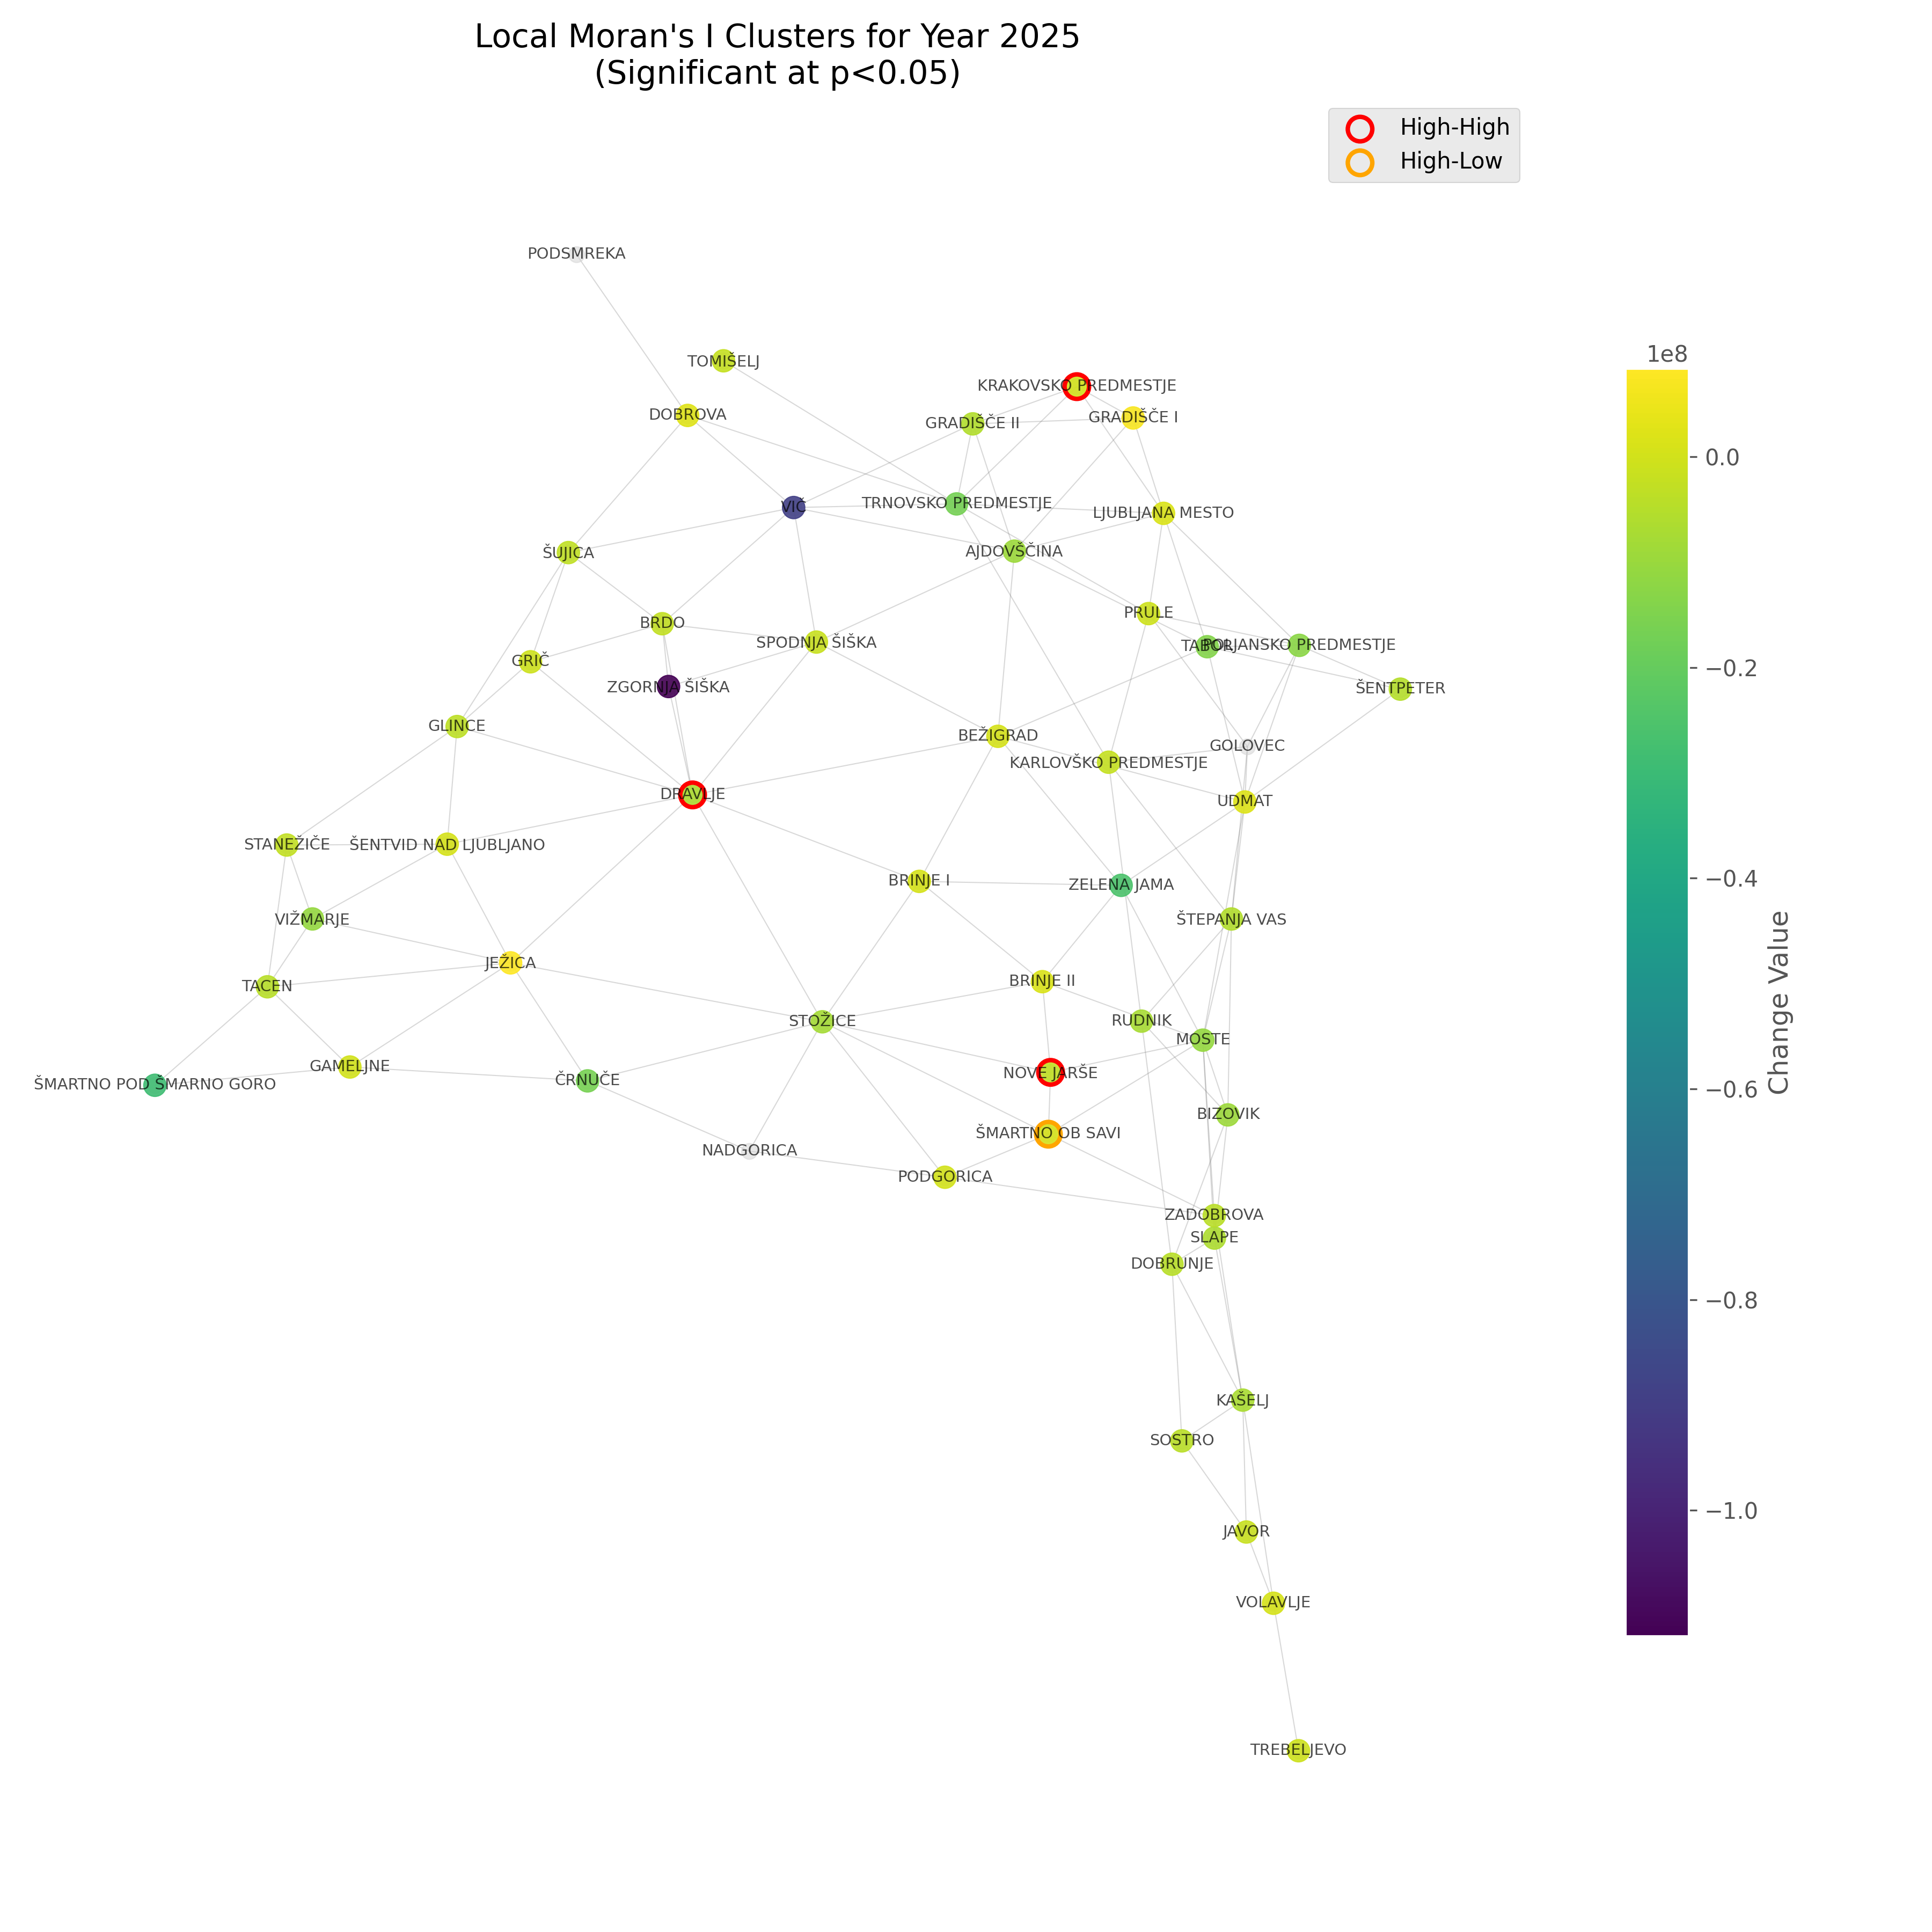 Local Moran's I Clusters for Year 2025
(Significant at p<0.05)
High-High
High-Low
PODSMREKA
1e8
TOMIŠELJ
KRAKOVSKO PREDMESTJE
DOBROVA
GRADIŠČE II
GRADIŠČE I
0.0
VIČ
TRNOVSKO PREDMESTJE
LJUBLJANA MESTO
ŠUJICA
AJDOVŠČINA
BRDO
SPODNJA ŠIŠKA
PRULE
TABOR
POLJANSKO PREDMESTJE
GRIČ
ZGORNJA ŠIŠKA
ŠENTPETER
−0.2
GLINCE
BEŽIGRAD
GOLOVEC
KARLOVŠKO PREDMESTJE
DRAVLJE
UDMAT
STANEŽIČE
ŠENTVID NAD LJUBLJANO
BRINJE I
ZELENA JAMA
−0.4
VIŽMARJE
ŠTEPANJA VAS
JEŽICA
TACEN
BRINJE II
Change Value
STOŽICE
RUDNIK
MOSTE
GAMELJNE
NOVE JARŠE
ŠMARTNO POD ŠMARNO GORO
ČRNUČE
−0.6
BIZOVIK
ŠMARTNO OB SAVI
NADGORICA
PODGORICA
ZADOBROVA
SLAPE
DOBRUNJE
−0.8
KAŠELJ
SOSTRO
−1.0
JAVOR
VOLAVLJE
TREBELJEVO